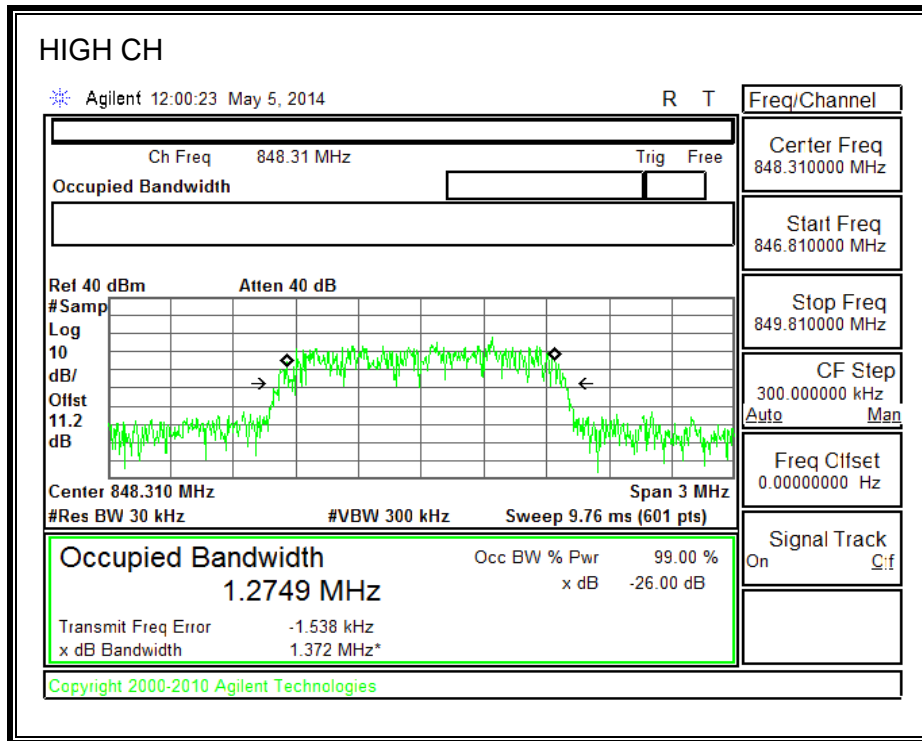 HIGH CH
Agilent 12:00:23 May 5, 2014 R T
Ch Freq 848.31 MHz Trig Free
Occupied Bandwidth
Ref 40 dBm Atten 40 dB
#Samp
Log
10
dB/
Offst
11.2
dB
Center 848.310 MHz Span 3 MHz
#Res BW 30 kHz #VBW 300 kHz Sweep 9.76 ms (601 pts)
Occupied Bandwidth Occ BW % Pwr 99.00 %
1.2749 MHz x dB -26.00 dB
Transmit Freq Error -1.538 kHz
x dB Bandwidth 1.372 MHz*
Copyright 2000-2010 Agilent Technologies
Freq/Channel
Center Freq
848.310000 MHz
Start Freq
846.810000 MHz
Stop Freq
849.810000 MHz
CF Step
300.000000 kHz
Auto Man
Freq Offset
0.00000000 Hz
Signal Track
On Off